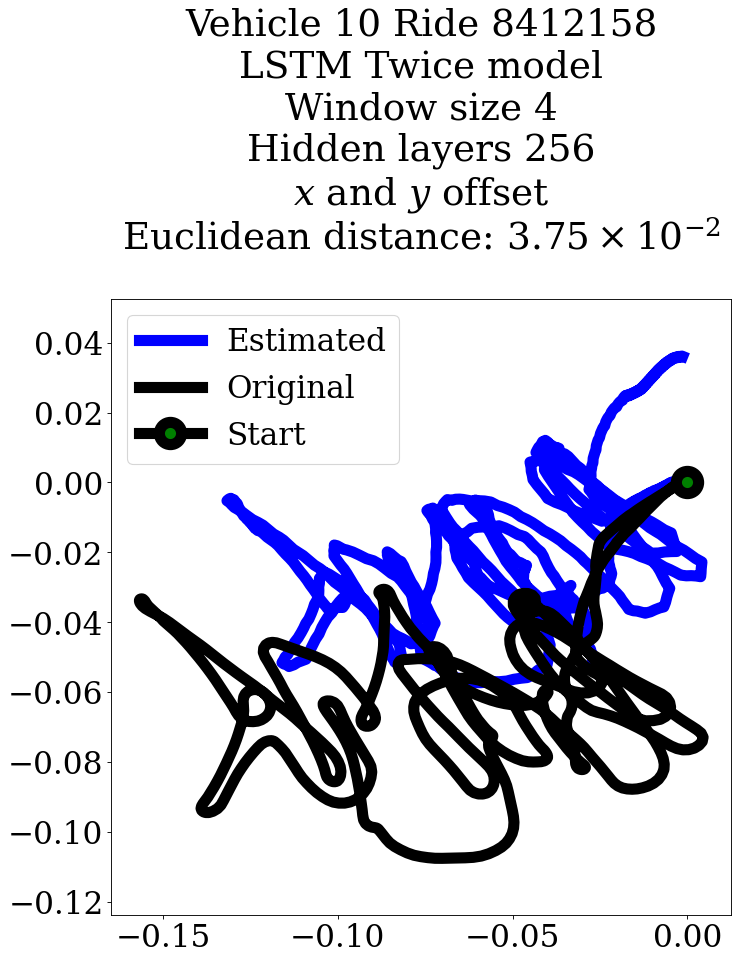 Vehicle 10 Ride 8412158
LSTM Twice model
Window size 4
Hidden layers 256
x and y offset
Euclidean distance: 3.75 × 10⁻²
Estimated
Original
Start
0.04
0.02
0.00
−0.02
−0.04
−0.06
−0.08
−0.10
−0.12
−0.15 −0.10 −0.05 0.00